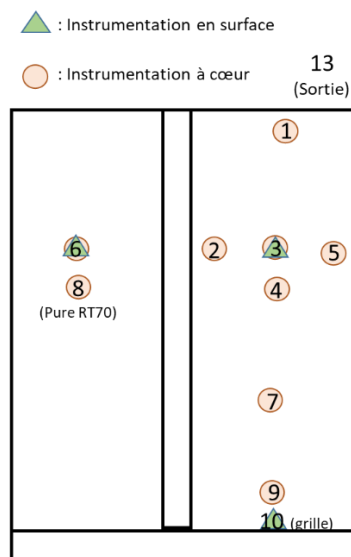 : Instrumentation en surface
: Instrumentation à cœur
13
(Sortie)
1
6
2
3
5
8
4
(Pure RT70)
7
9
10 (grille)